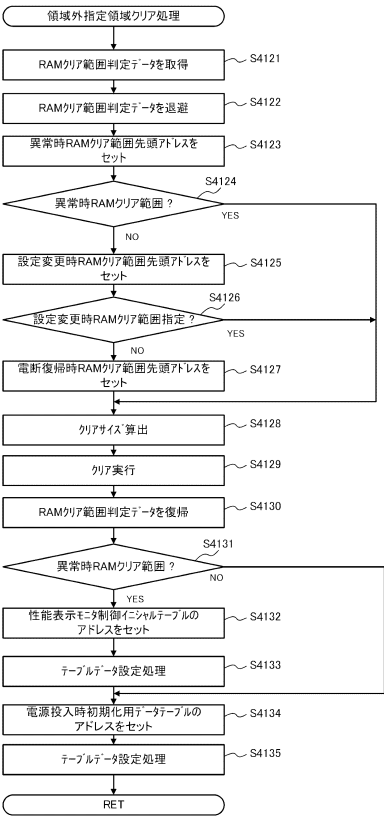 領域外指定領域クリア処理
RAMクリア範囲判定データを取得
S4121
RAMクリア範囲判定データを退避
S4122
異常時RAMクリア範囲先頭アドレスを
セット
S4123
異常時RAMクリア範囲？
S4124
YES
NO
設定変更時RAMクリア範囲先頭アドレスを
セット
S4125
設定変更時RAMクリア範囲指定？
S4126
YES
NO
電断復帰時RAMクリア範囲先頭アドレスを
セット
S4127
クリアサイズ算出
S4128
クリア実行
S4129
RAMクリア範囲判定データを復帰
S4130
異常時RAMクリア範囲？
S4131
NO
YES
性能表示モニタ制御イニシャルテーブルの
アドレスをセット
S4132
テーブルデータ設定処理
S4133
電源投入時初期化用データテーブルの
アドレスをセット
S4134
テーブルデータ設定処理
S4135
RET